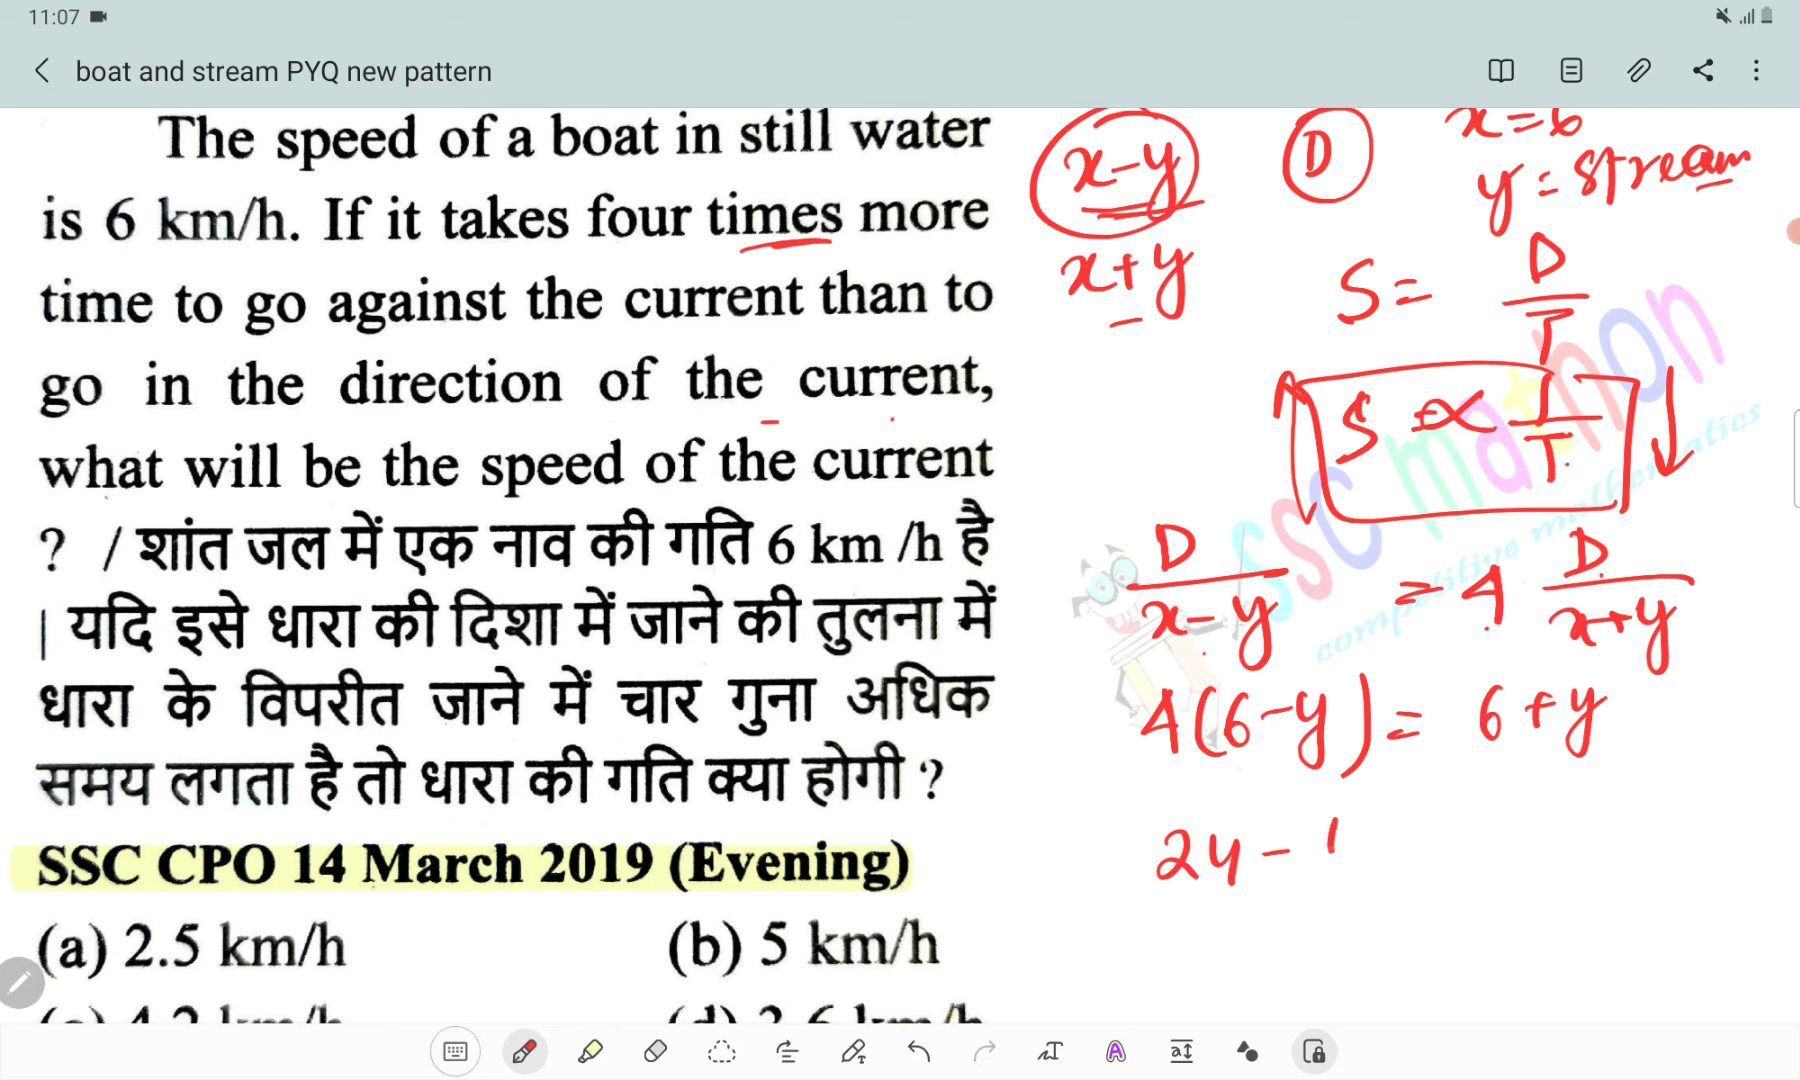 11:07
boat and stream PYQ new pattern
The speed of a boat in still water
is 6 km/h. If it takes four times more
time to go against the current than to
go in the direction of the current,
what will be the speed of the current
? / शांत जल में एक नाव की गति 6 km /h है
| यदि इसे धारा की दिशा में जाने की तुलना में
धारा के विपरीत जाने में चार गुना अधिक
समय लगता है तो धारा की गति क्या होगी ?
SSC CPO 14 March 2019 (Evening)
(a) 2.5 km/h (b) 5 km/h
x-y D x=6
y = stream
x+y S = D/T
S ∝ 1/T
D/(x-y) = 4 D/(x+y)
4(6-y) = 6+y
24 -
ssc mathon
competitive mathematics